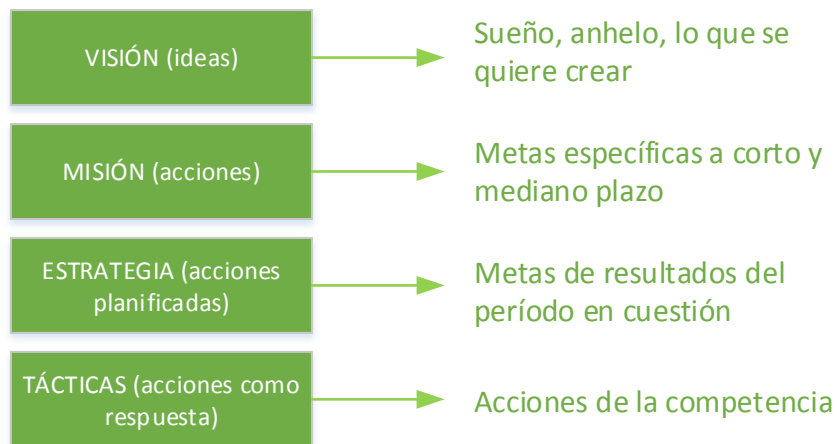 VISIÓN (ideas)
Sueño, anhelo, lo que se
quiere crear
MISIÓN (acciones)
Metas específicas a corto y
mediano plazo
ESTRATEGIA (acciones
planificadas)
Metas de resultados del
período en cuestión
TÁCTICAS (acciones como
respuesta)
Acciones de la competencia